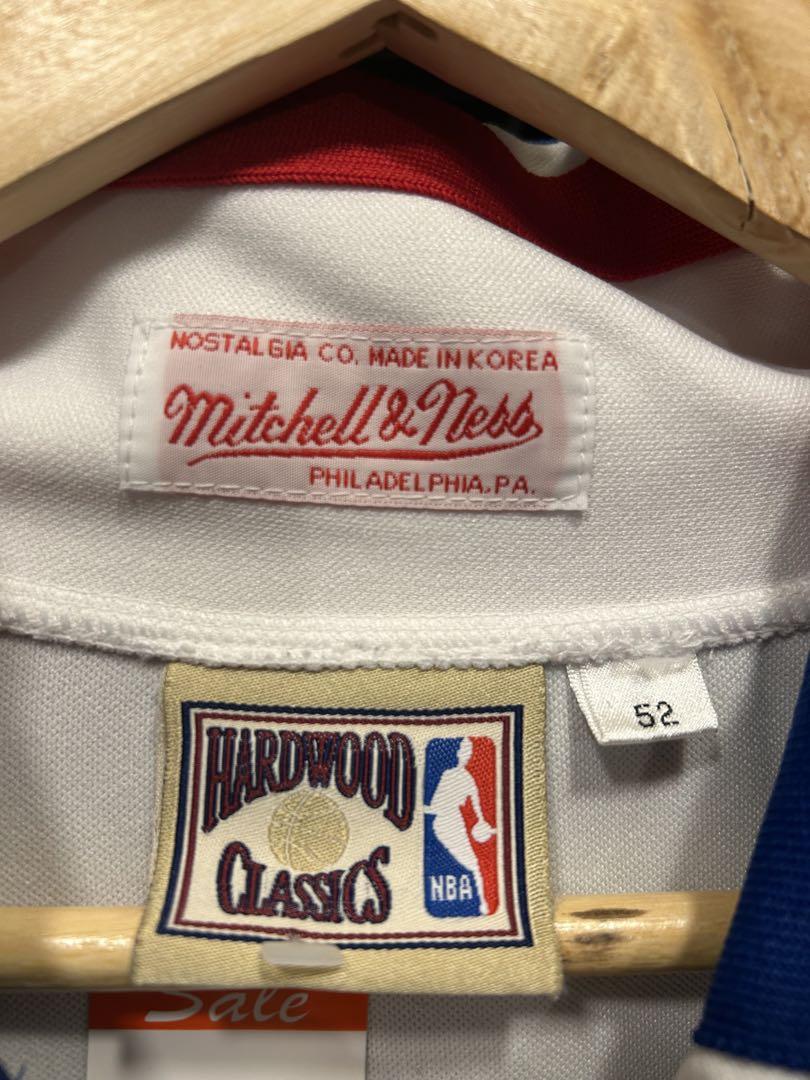 NOSTALGIA CO. MADE IN KOREA
Mitchell & Ness
PHILADELPHIA, PA.
52
HARDWOOD
CLASSICS
NBA
Sale